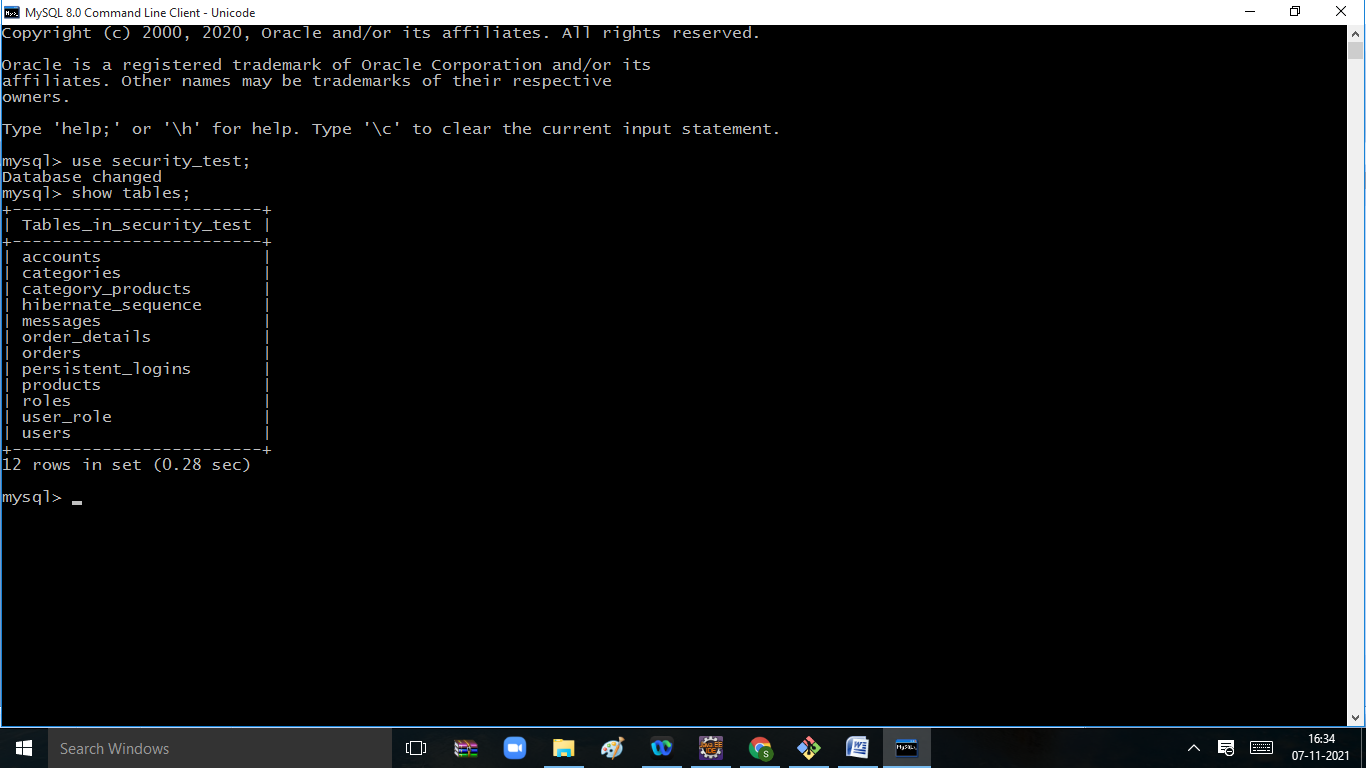 MySQL 8.0 Command Line Client - Unicode
Copyright (c) 2000, 2020, Oracle and/or its affiliates. All rights reserved.
Oracle is a registered trademark of Oracle Corporation and/or its
affiliates. Other names may be trademarks of their respective
owners.
Type 'help;' or '\h' for help. Type '\c' to clear the current input statement.
mysql> use security_test;
Database changed
mysql> show tables;
+-------------------------+
| Tables_in_security_test |
+-------------------------+
| accounts                |
| categories              |
| category_products       |
| hibernate_sequence      |
| messages                |
| order_details           |
| orders                  |
| persistent_logins       |
| products                |
| roles                   |
| user_role               |
| users                   |
+-------------------------+
12 rows in set (0.28 sec)
mysql> _
Search Windows
16:34
07-11-2021